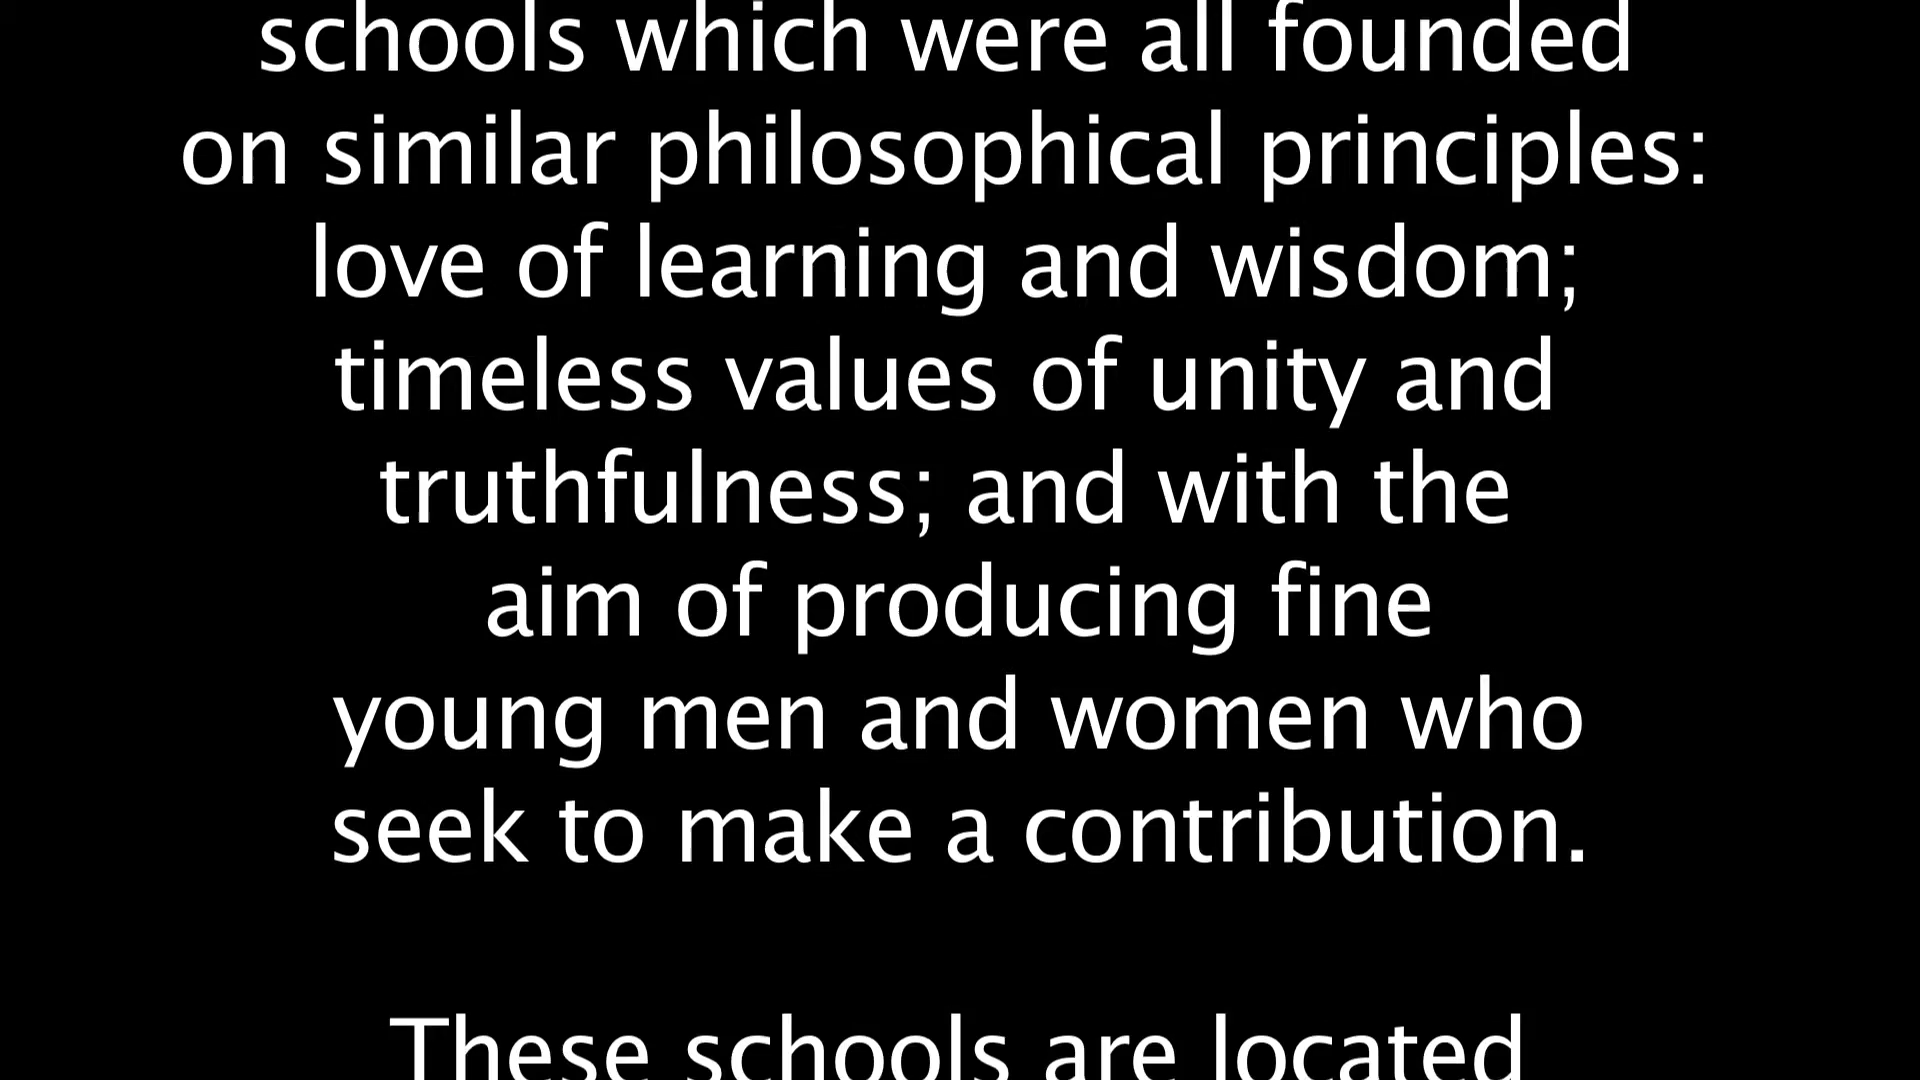 schools which were all founded
on similar philosophical principles:
love of learning and wisdom;
timeless values of unity and
truthfulness; and with the
aim of producing fine
young men and women who
seek to make a contribution.
These schools are located